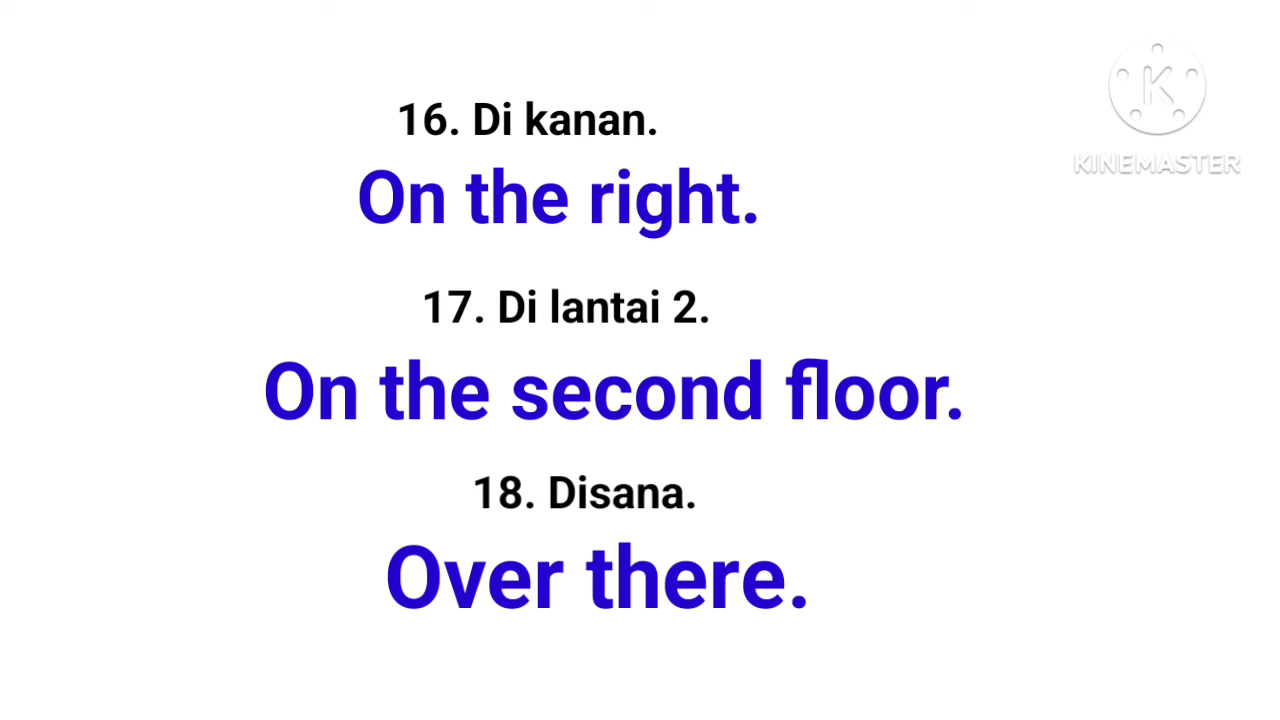 16. Di kanan.
On the right.
17. Di lantai 2.
On the second floor.
18. Disana.
Over there.
K
KINEMASTER